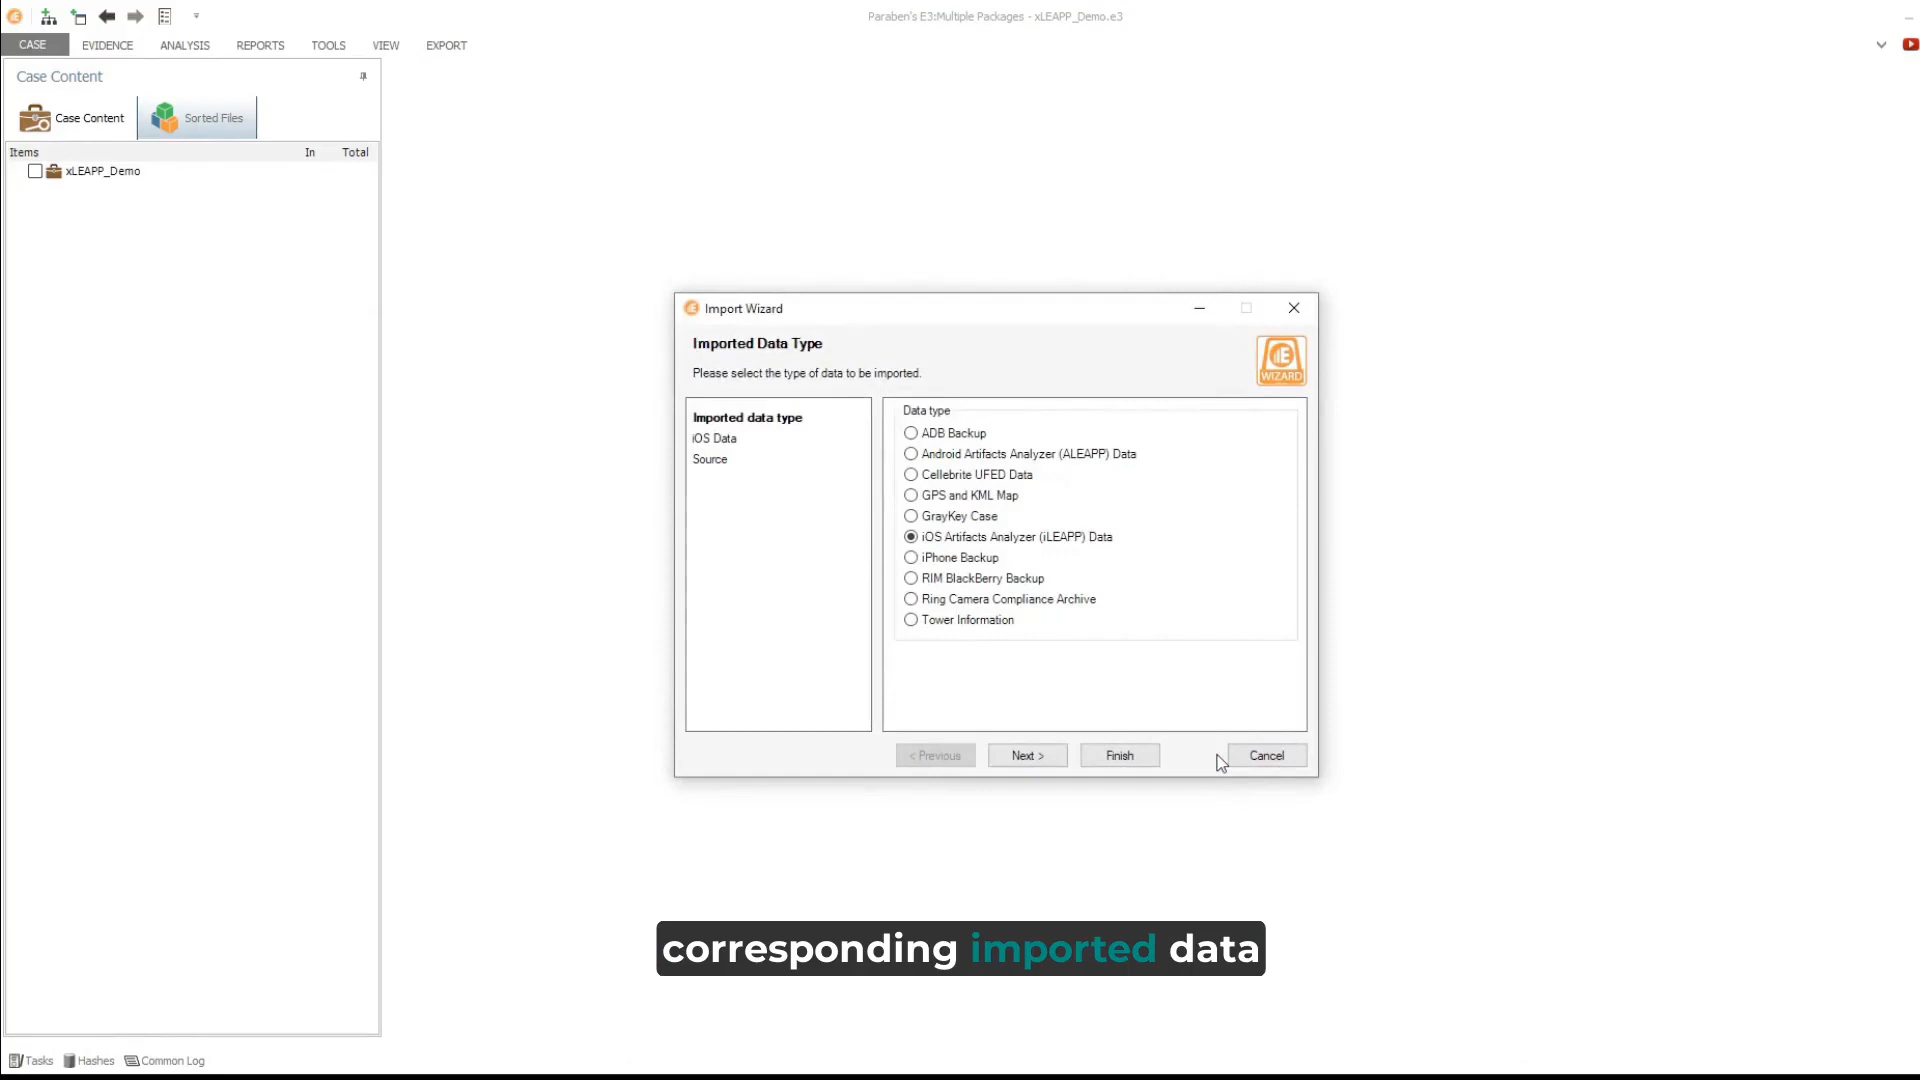 Paraben's E3:Multiple Packages - xLEAPP_Demo.e3
CASE EVIDENCE ANALYSIS REPORTS TOOLS VIEW EXPORT
Case Content
Case Content Sorted Files
Items In Total
xLEAPP_Demo
Import Wizard
Imported Data Type
Please select the type of data to be imported.
WIZARD
Imported data type
iOS Data
Source
Data type
ADB Backup
Android Artifacts Analyzer (ALEAPP) Data
Cellebrite UFED Data
GPS and KML Map
GrayKey Case
iOS Artifacts Analyzer (iLEAPP) Data
iPhone Backup
RIM BlackBerry Backup
Ring Camera Compliance Archive
Tower Information
< Previous Next > Finish Cancel
corresponding imported data
Tasks Hashes Common Log